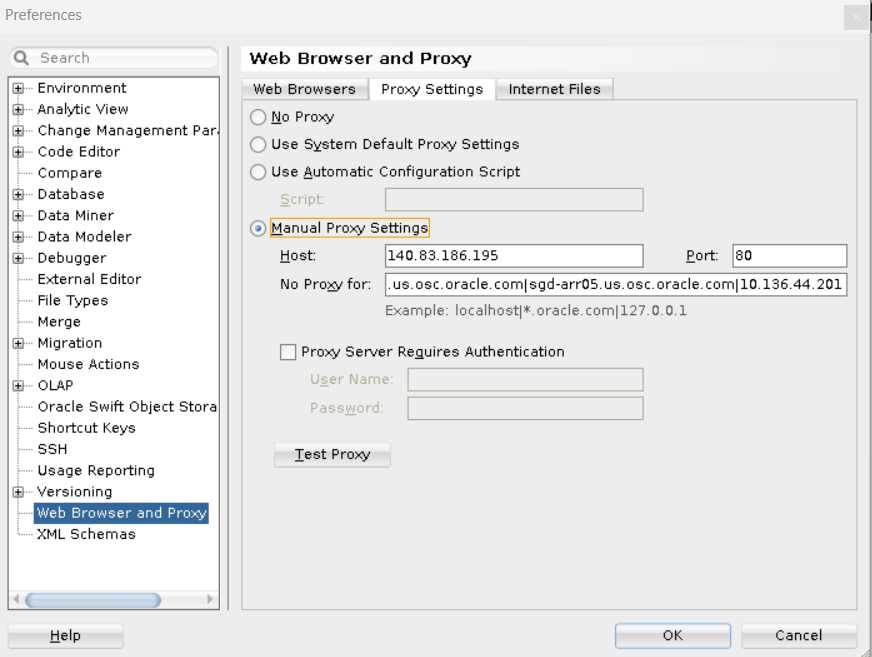 Preferences
Search
Environment
Analytic View
Change Management Para
Code Editor
Compare
Database
Data Miner
Data Modeler
Debugger
External Editor
File Types
Merge
Migration
Mouse Actions
OLAP
Oracle Swift Object Stora
Shortcut Keys
SSH
Usage Reporting
Versioning
Web Browser and Proxy
XML Schemas
Web Browser and Proxy
Web Browsers Proxy Settings Internet Files
No Proxy
Use System Default Proxy Settings
Use Automatic Configuration Script
Script:
Manual Proxy Settings
Host: 140.83.186.195 Port: 80
No Proxy for: .us.osc.oracle.com|sgd-arr05.us.osc.oracle.com|10.136.44.201
Example: localhost|*.oracle.com|127.0.0.1
Proxy Server Requires Authentication
User Name:
Password:
Test Proxy
Help OK Cancel